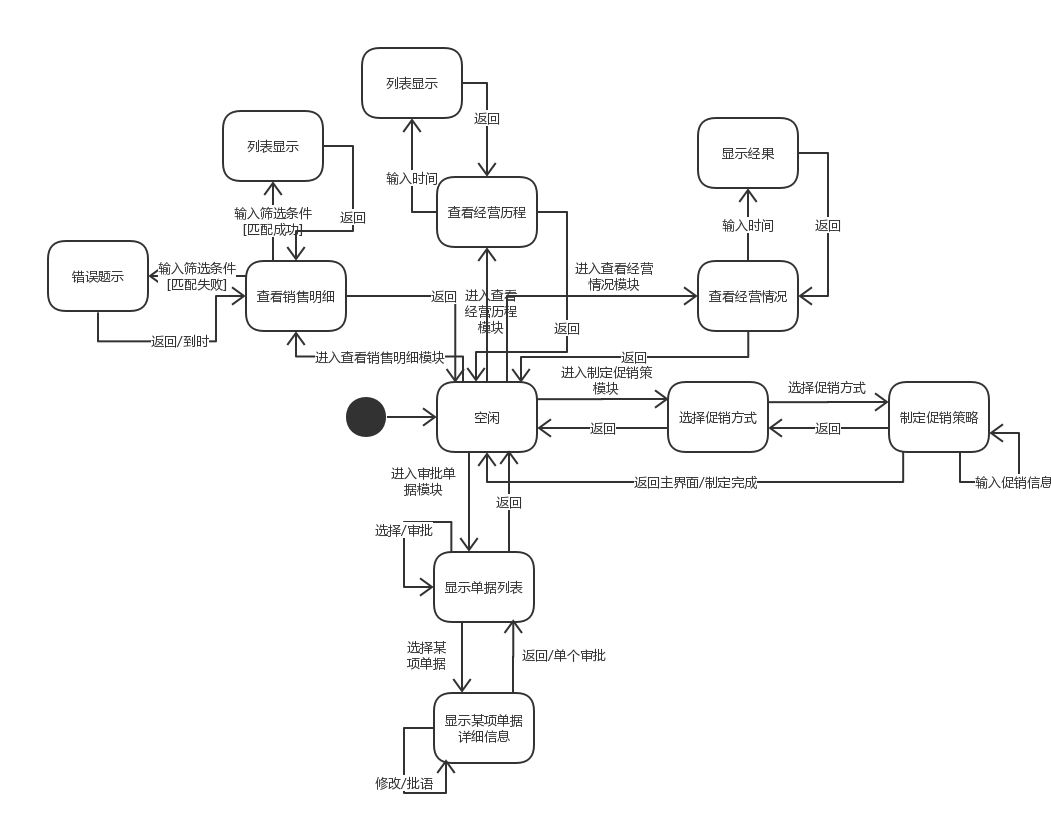 列表显示
返回
列表显示
显示经果
输入时间
输入筛选条件
[匹配成功]
返回
查看经营历程
输入时间
返回
错误题示
输入筛选条件
[匹配失败]
查看销售明细
返回
进入查看
经营历程
模块
进入查看经营
情况模块
查看经营情况
返回/到时
返回
进入查看销售明细模块
返回
进入制定促销策
模块
选择促销方式
空闲
返回
选择促销方式
返回
制定促销策略
进入审批单
据模块
返回
返回主界面/制定完成
输入促销信息
选择/审批
显示单据列表
选择某
项单据
返回/单个审批
显示某项单据
详细信息
修改/批语